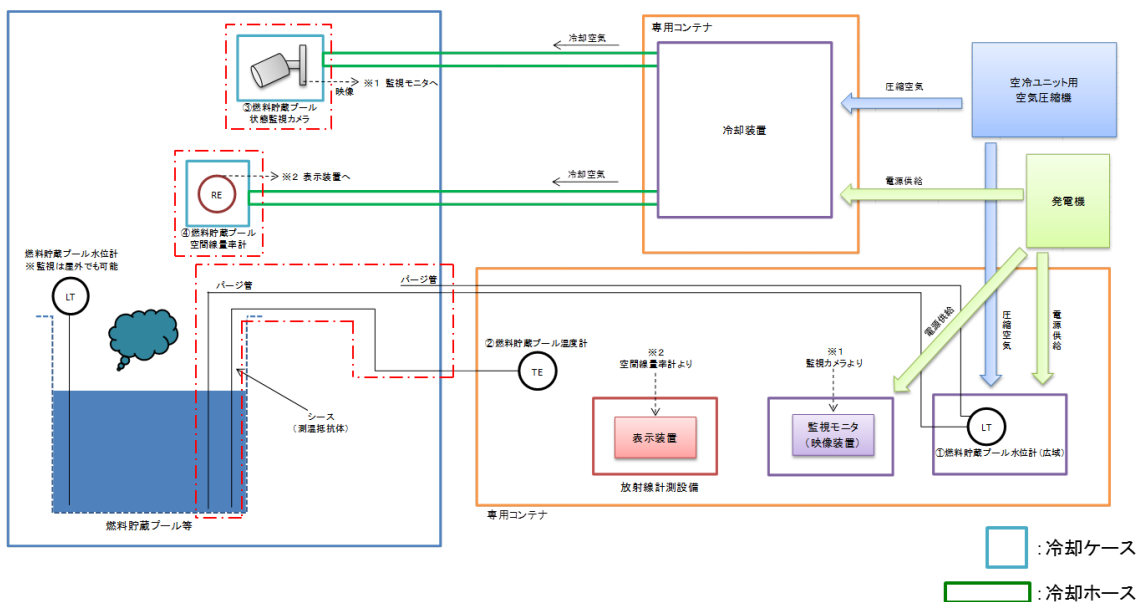 専用コンテナ
冷却空気
※1 監視モニタへ
映像
③燃料貯蔵プール
状態監視カメラ
冷却装置
圧縮空気
空冷ユニット用
空気圧縮機
冷却空気
電源供給
発電機
※2 表示装置へ
RE
④燃料貯蔵プール
空間線量率計
燃料貯蔵プール水位計
※監視は屋外でも可能
LT
パージ管
パージ管
②燃料貯蔵プール温度計
TE
シース
(測温抵抗体)
燃料貯蔵プール等
※2
空間線量率計より
表示装置
放射線計測設備
※1
監視カメラより
監視モニタ
(映像装置)
電源供給
圧縮空気
電源供給
LT
①燃料貯蔵プール水位計(広域)
専用コンテナ
:冷却ケース
:冷却ホース